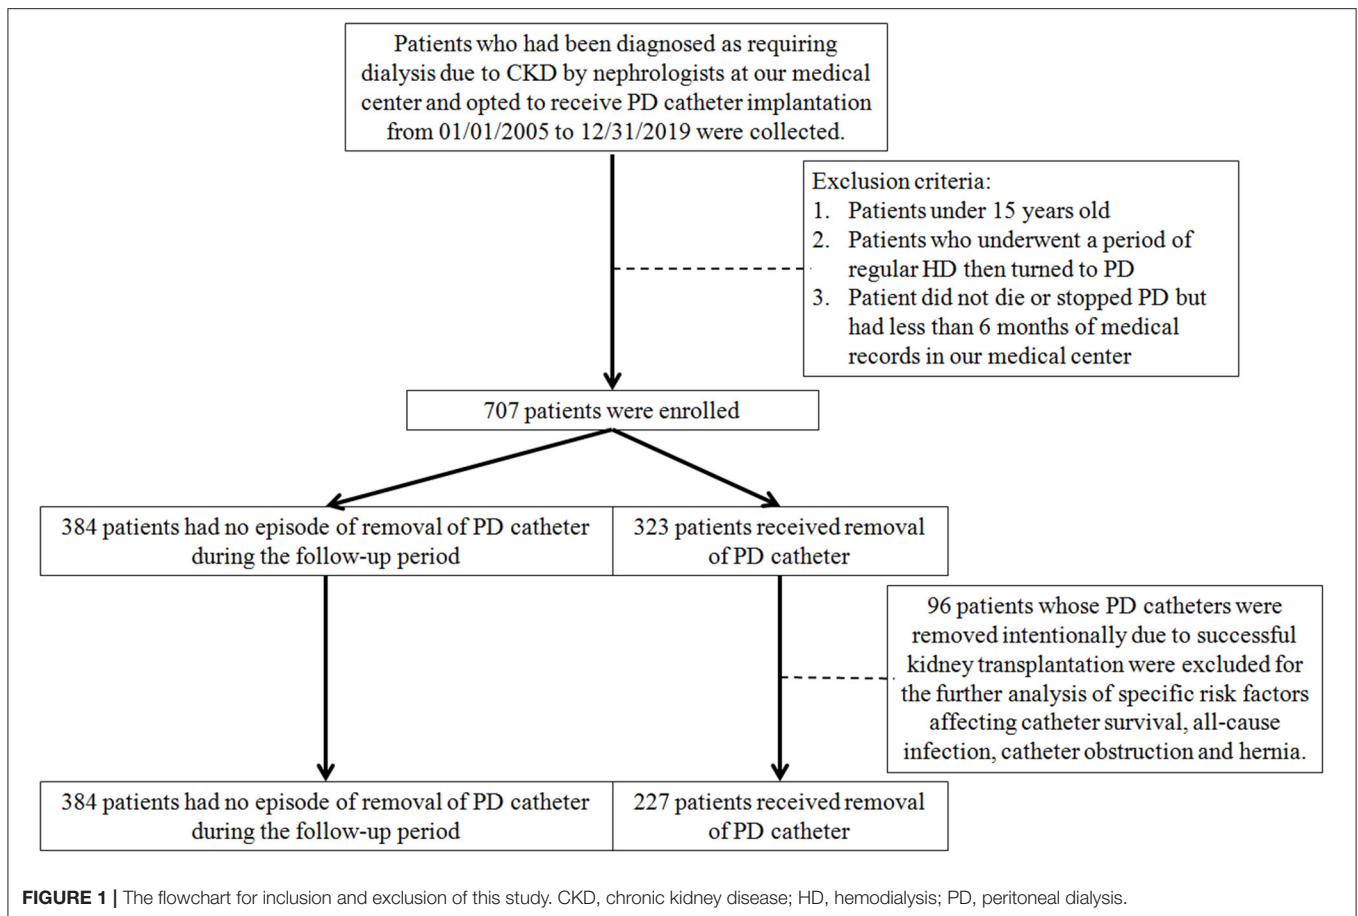 Patients who had been diagnosed as requiring
dialysis due to CKD by nephrologists at our medical
center and opted to receive PD catheter implantation
from 01/01/2005 to 12/31/2019 were collected.
Exclusion criteria:
1. Patients under 15 years old
2. Patients who underwent a period of
regular HD then turned to PD
3. Patient did not die or stopped PD but
had less than 6 months of medical
records in our medical center
707 patients were enrolled
384 patients had no episode of removal of PD catheter
during the follow-up period
323 patients received removal
of PD catheter
96 patients whose PD catheters were
removed intentionally due to successful
kidney transplantation were excluded for
the further analysis of specific risk factors
affecting catheter survival, all-cause
infection, catheter obstruction and hernia.
384 patients had no episode of removal of PD catheter
during the follow-up period
227 patients received removal
of PD catheter
FIGURE 1 | The flowchart for inclusion and exclusion of this study. CKD, chronic kidney disease; HD, hemodialysis; PD, peritoneal dialysis.